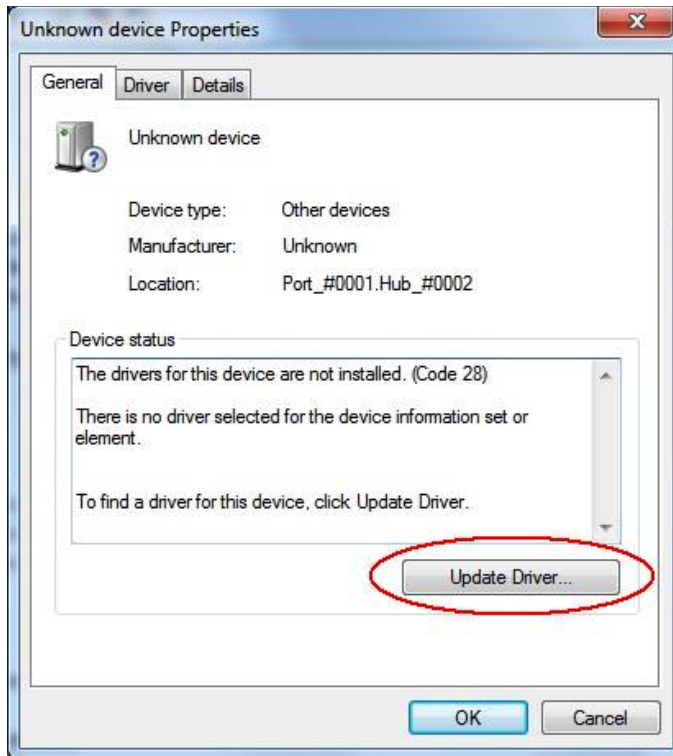 Unknown device Properties
General Driver Details
Unknown device
Device type: Other devices
Manufacturer: Unknown
Location: Port_#0001.Hub_#0002
Device status
The drivers for this device are not installed. (Code 28)
There is no driver selected for the device information set or
element.
To find a driver for this device, click Update Driver.
Update Driver...
OK Cancel